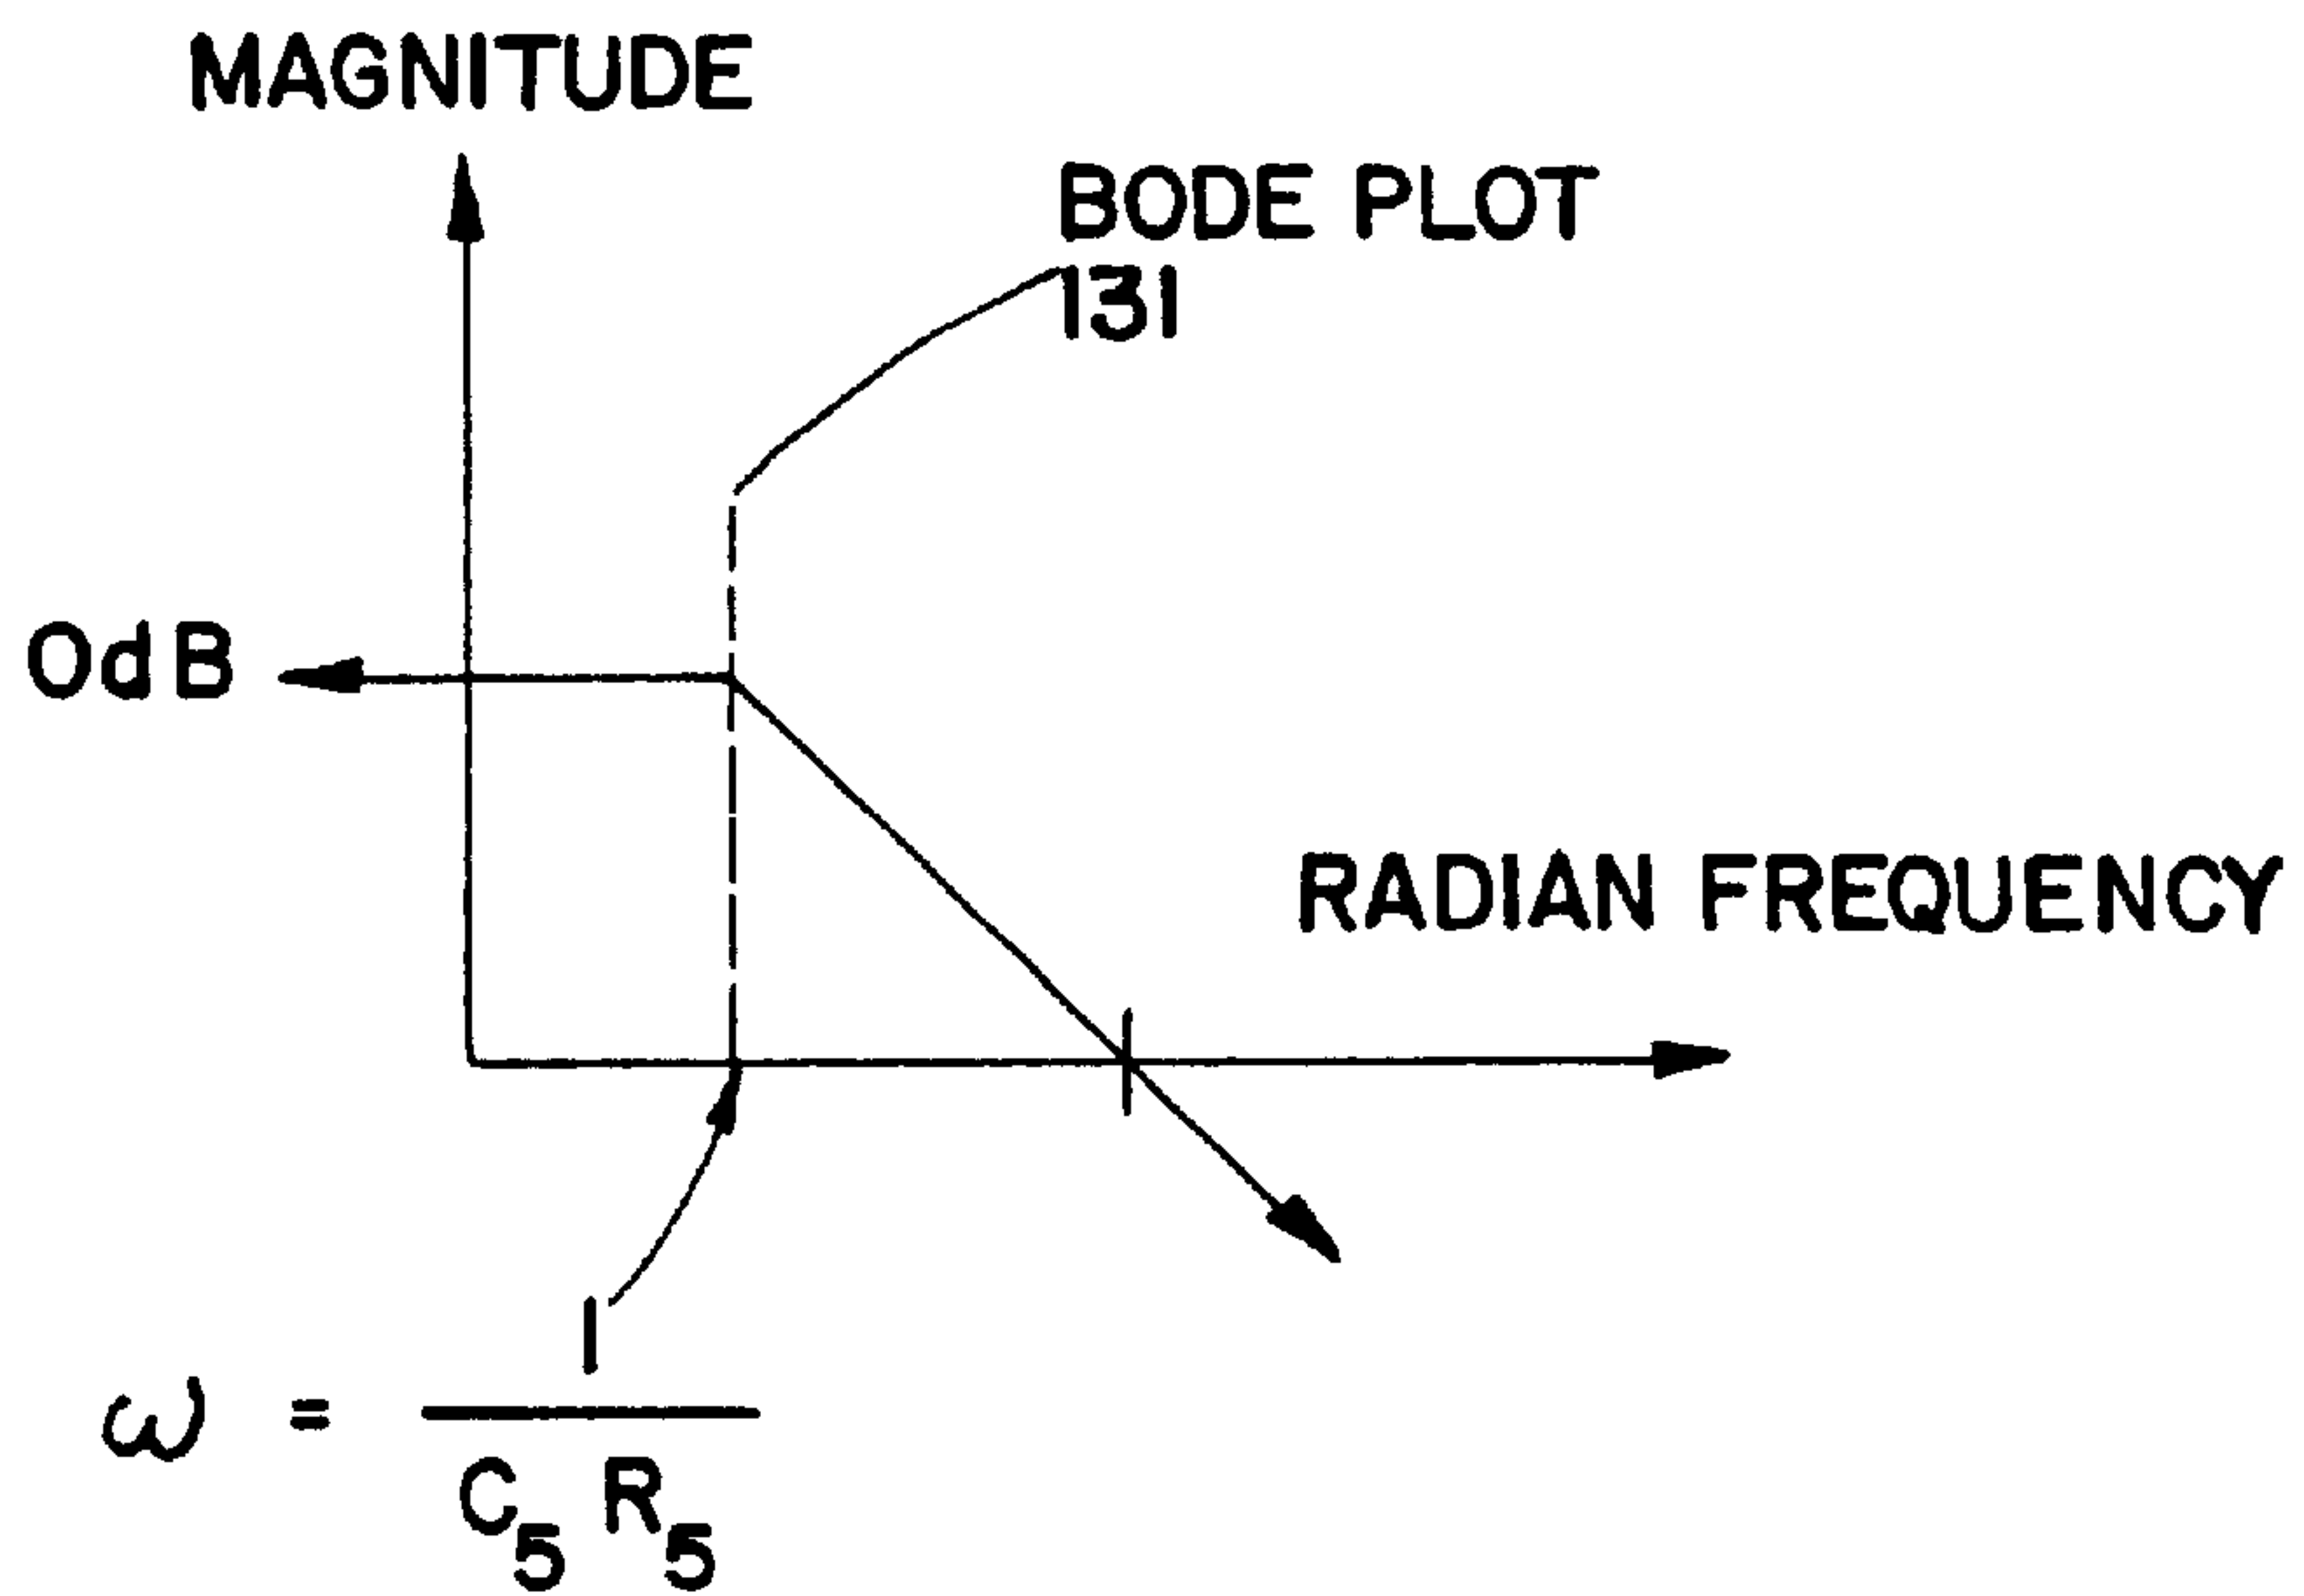 MAGNITUDE
BODE PLOT
131
0dB
RADIAN FREQUENCY
ω = 1
C5 R5